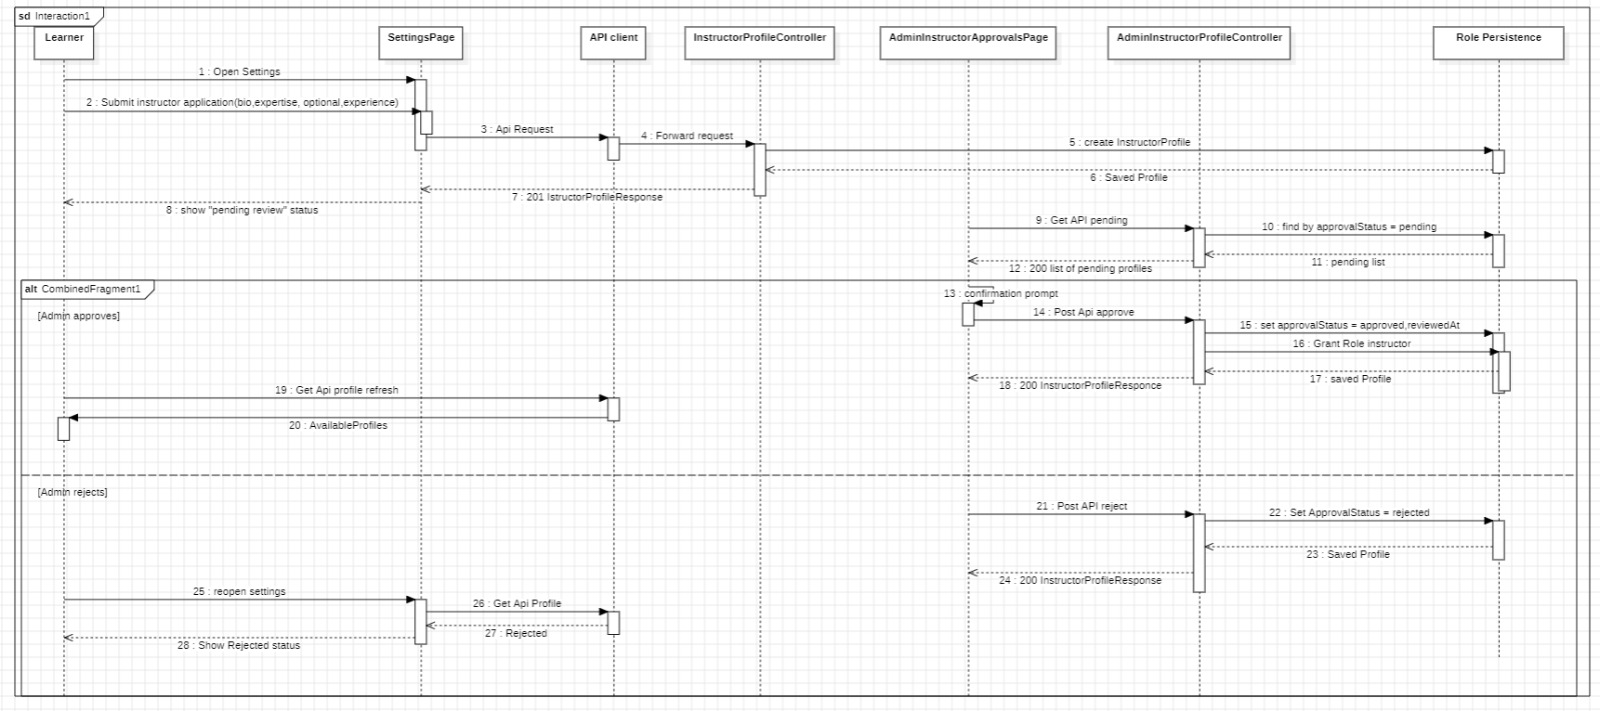 sd Interaction1
Learner
SettingsPage
API client
InstructorProfileController
AdminInstructorApprovalsPage
AdminInstructorProfileController
Role Persistence
1 : Open Settings
2 : Submit instructor application(bio,expertise, optional,experience)
3 : Api Request
4 : Forward request
5 : create InstructorProfile
6 : Saved Profile
7 : 201 IstructorProfileResponse
8 : show "pending review" status
9 : Get API pending
10 : find by approvalStatus = pending
11 : pending list
12 : 200 list of pending profiles
alt CombinedFragment1
13 : confirmation prompt
[Admin approves]
14 : Post Api approve
15 : set approvalStatus = approved,reviewedAt
16 : Grant Role instructor
17 : saved Profile
18 : 200 InstructorProfileResponce
19 : Get Api profile refresh
20 : AvailableProfiles
[Admin rejects]
21 : Post API reject
22 : Set ApprovalStatus = rejected
23 : Saved Profile
24 : 200 InstructorProfileResponse
25 : reopen settings
26 : Get Api Profile
27 : Rejected
28 : Show Rejected status